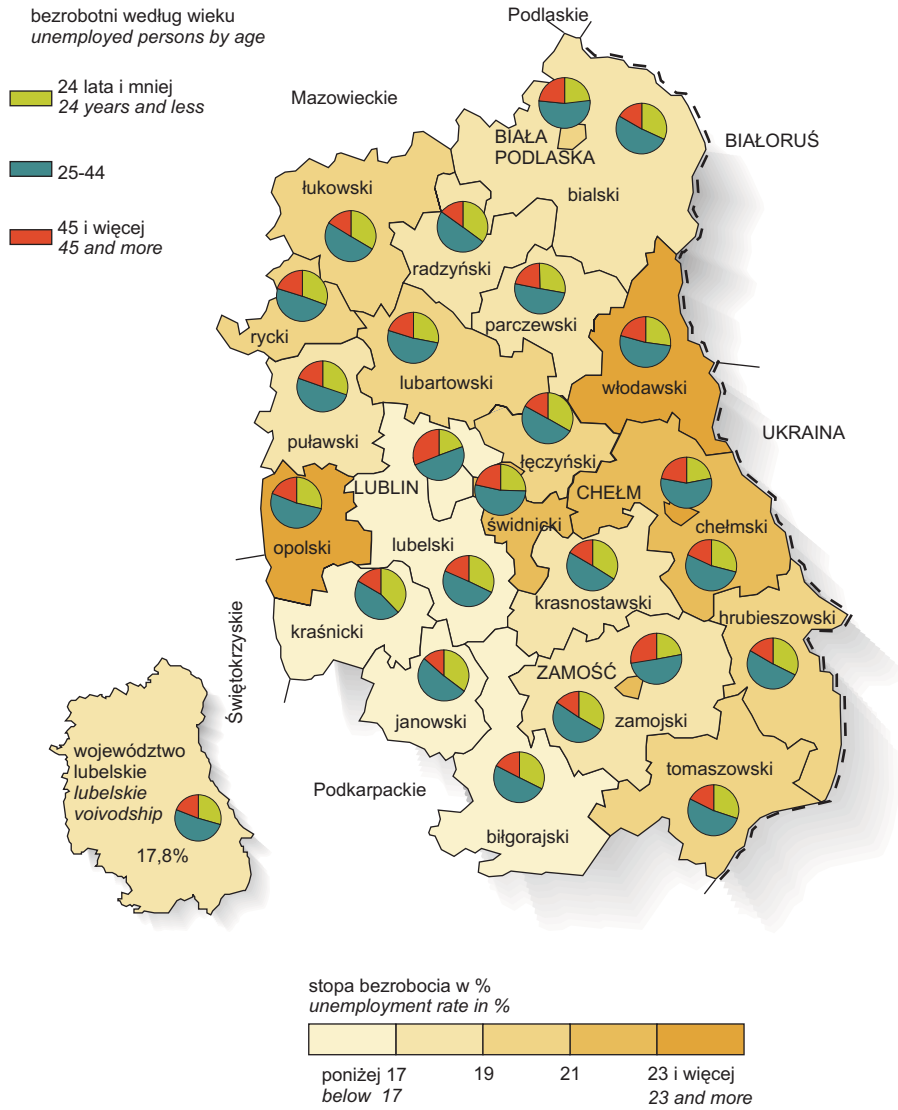 bezrobotni według wieku
unemployed persons by age
24 lata i mniej
24 years and less
25-44
45 i więcej
45 and more
Podlaskie
Mazowieckie
BIAŁORUŚ
BIAŁA
PODLASKA
bialski
łukowski
radzyński
parczewski
rycki
lubartowski
włodawski
UKRAINA
puławski
łęczyński
LUBLIN
CHEŁM
świdnicki
chełmski
opolski
lubelski
krasnostawski
hrubieszowski
kraśnicki
Świętokrzyskie
ZAMOŚĆ
janowski
zamojski
województwo
lubelskie
lubelskie
voivodship
17,8%
tomaszowski
Podkarpackie
biłgorajski
stopa bezrobocia w %
unemployment rate in %
poniżej 17 19 21 23 i więcej
below 17 23 and more